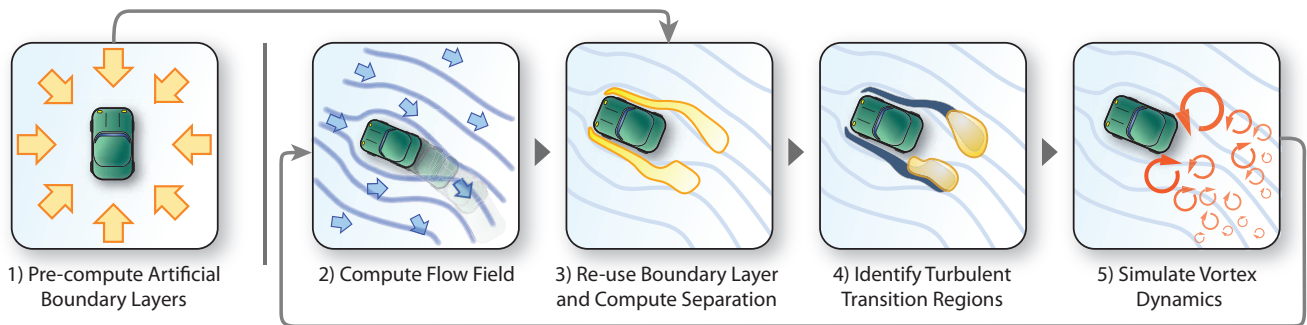 1) Pre-compute Artificial
Boundary Layers
2) Compute Flow Field
3) Re-use Boundary Layer
and Compute Separation
4) Identify Turbulent
Transition Regions
5) Simulate Vortex
Dynamics